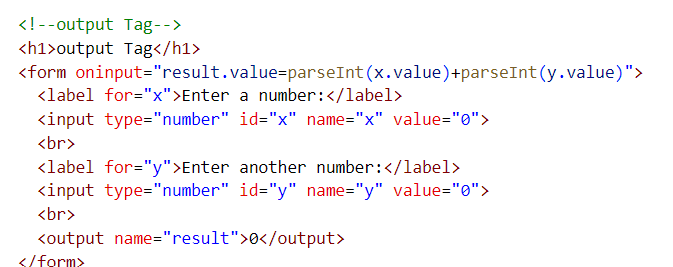 <!--output Tag-->
<h1>output Tag</h1>
<form oninput="result.value=parseInt(x.value)+parseInt(y.value)">
  <label for="x">Enter a number:</label>
  <input type="number" id="x" name="x" value="0">
  <br>
  <label for="y">Enter another number:</label>
  <input type="number" id="y" name="y" value="0">
  <br>
  <output name="result">0</output>
</form>